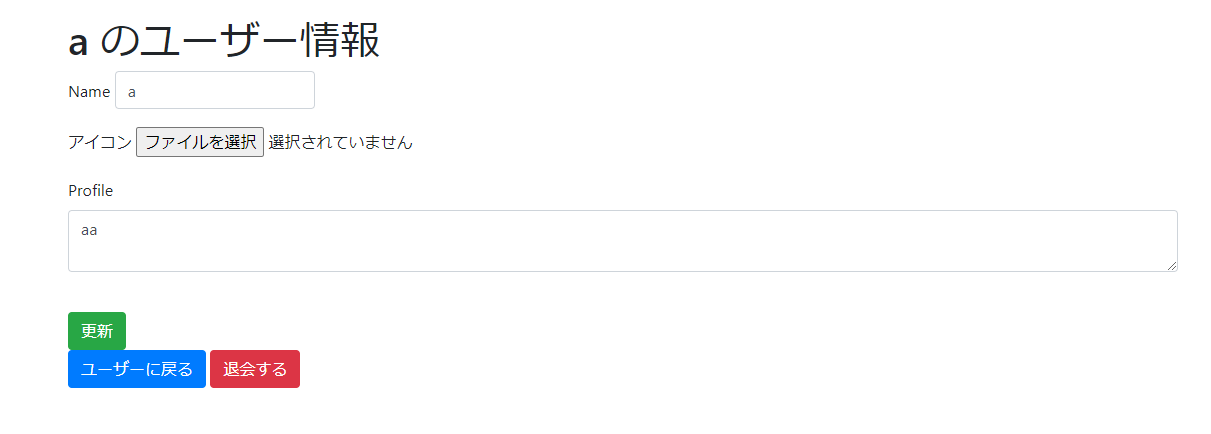 a のユーザー情報
Name a
アイコン ファイルを選択 選択されていません
Profile
aa
更新
ユーザーに戻る 退会する